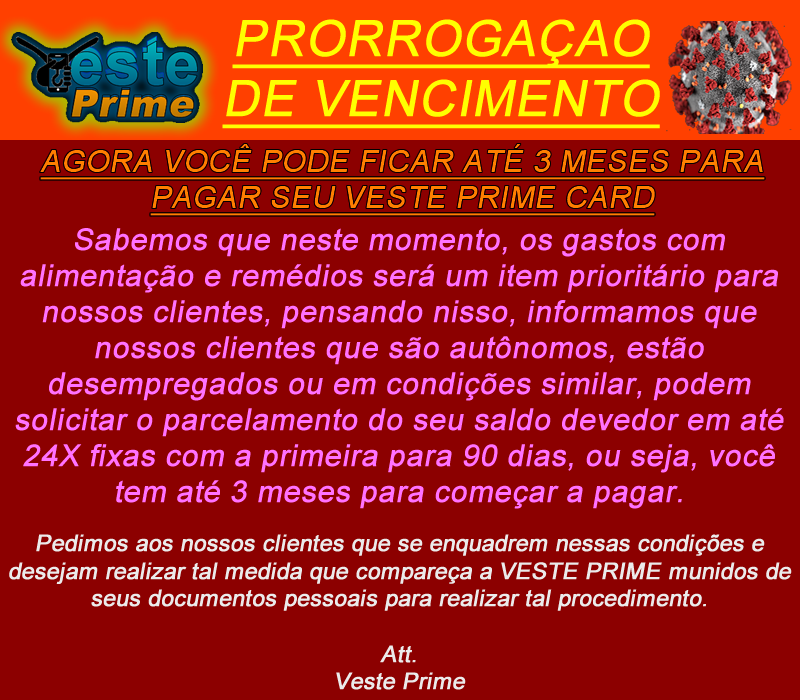 Veste
Prime
PRORROGAÇAO
DE VENCIMENTO
AGORA VOCÊ PODE FICAR ATÉ 3 MESES PARA
PAGAR SEU VESTE PRIME CARD
Sabemos que neste momento, os gastos com
alimentação e remédios será um item prioritário para
nossos clientes, pensando nisso, informamos que
nossos clientes que são autônomos, estão
desempregados ou em condições similar, podem
solicitar o parcelamento do seu saldo devedor em até
24X fixas com a primeira para 90 dias, ou seja, você
tem até 3 meses para começar a pagar.
Pedimos aos nossos clientes que se enquadrem nessas condições e
desejam realizar tal medida que compareça a VESTE PRIME munidos de
seus documentos pessoais para realizar tal procedimento.
Att.
Veste Prime